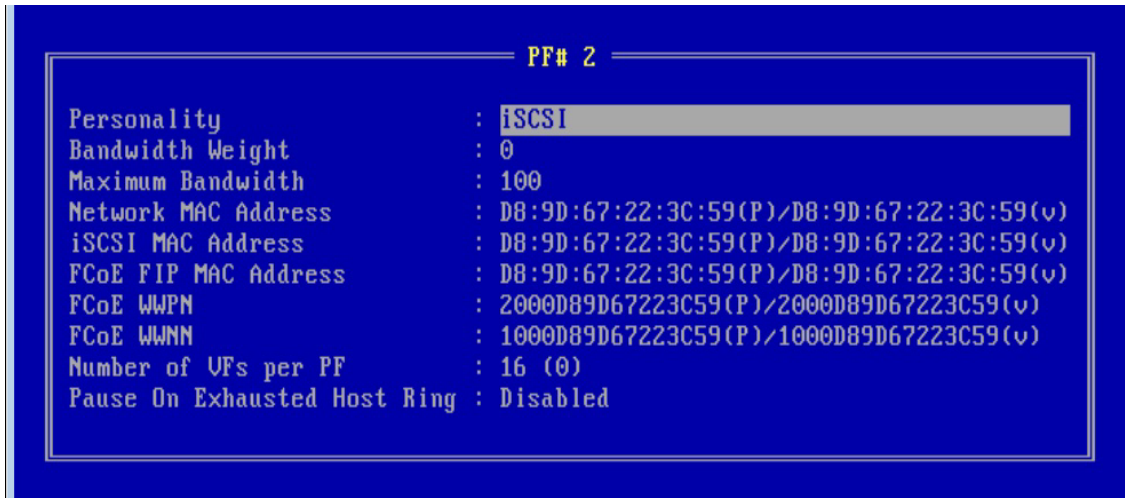 PF# 2
Personality : iSCSI
Bandwidth Weight : 0
Maximum Bandwidth : 100
Network MAC Address : D8:9D:67:22:3C:59(P)/D8:9D:67:22:3C:59(v)
iSCSI MAC Address : D8:9D:67:22:3C:59(P)/D8:9D:67:22:3C:59(v)
FCoE FIP MAC Address : D8:9D:67:22:3C:59(P)/D8:9D:67:22:3C:59(v)
FCoE WWPN : 2000D89D67223C59(P)/2000D89D67223C59(v)
FCoE WWNN : 1000D89D67223C59(P)/1000D89D67223C59(v)
Number of VFs per PF : 16 (0)
Pause On Exhausted Host Ring : Disabled